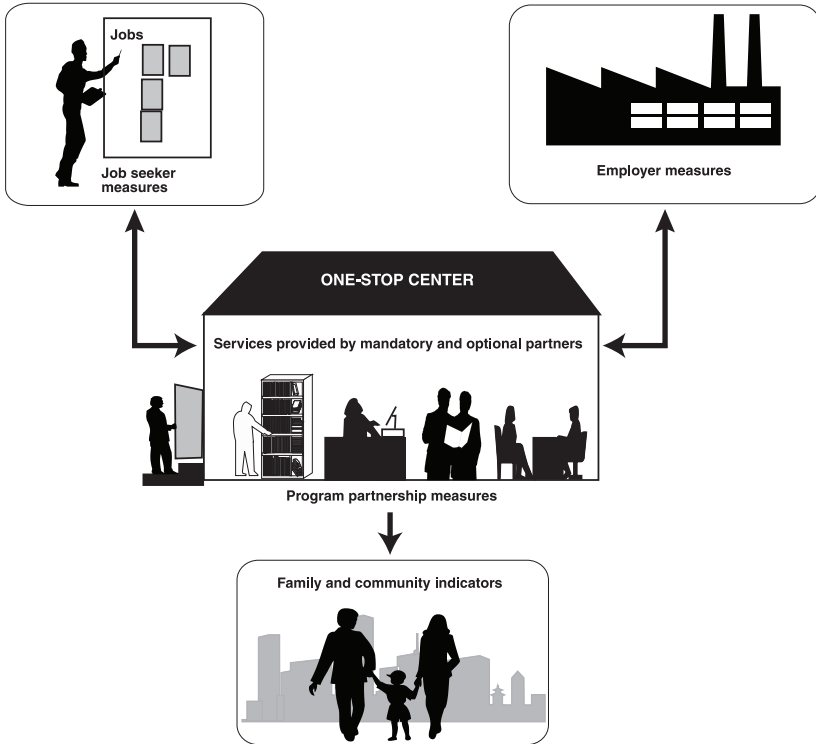 Jobs
Job seeker
measures
Employer measures
ONE-STOP CENTER
Services provided by mandatory and optional partners
Program partnership measures
Family and community indicators